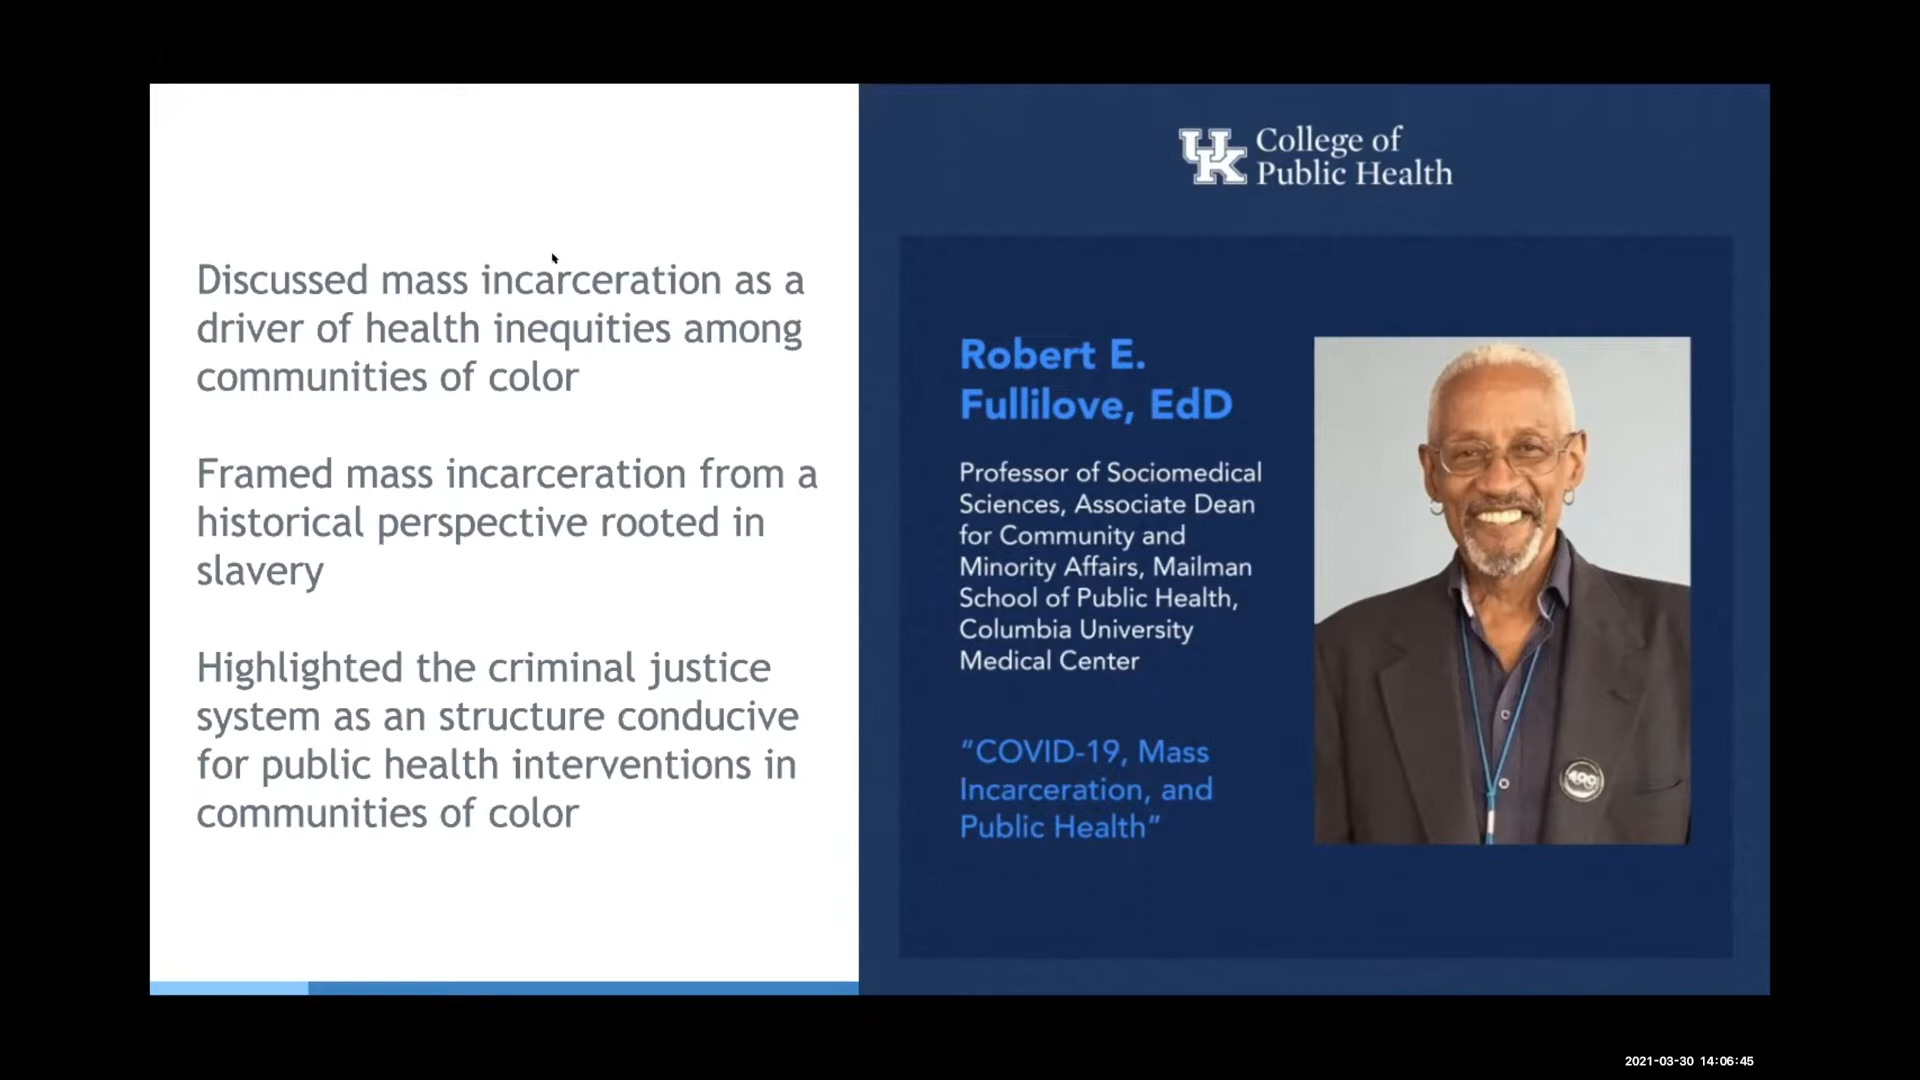 Discussed mass incarceration as a
driver of health inequities among
communities of color
Framed mass incarceration from a
historical perspective rooted in
slavery
Highlighted the criminal justice
system as an structure conducive
for public health interventions in
communities of color
UK College of
Public Health
Robert E.
Fullilove, EdD
Professor of Sociomedical
Sciences, Associate Dean
for Community and
Minority Affairs, Mailman
School of Public Health,
Columbia University
Medical Center
“COVID-19, Mass
Incarceration, and
Public Health”
400
2021-03-30 14:06:45